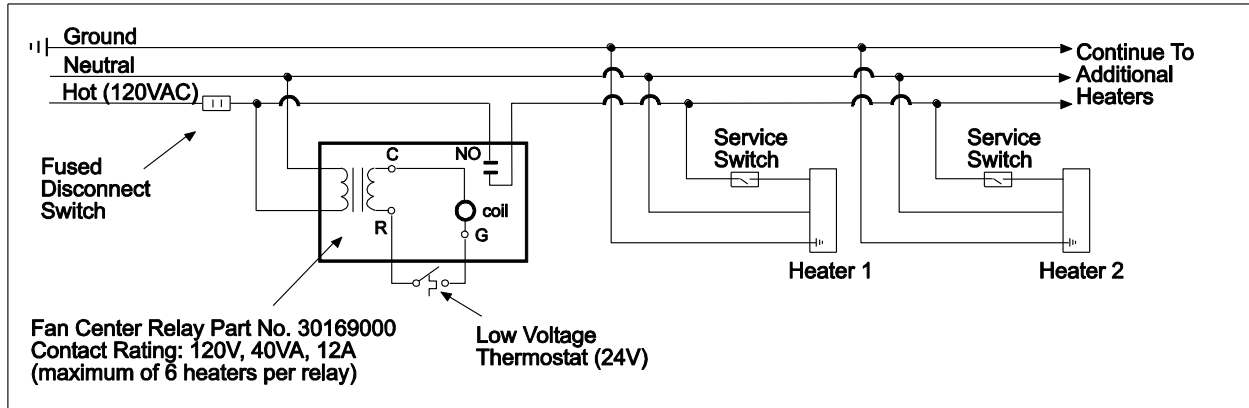 Ground
Neutral
Hot (120VAC)
Continue To
Additional
Heaters
Fused
Disconnect
Switch
C
NO
coil
R
G
Service
Switch
Service
Switch
Heater 1
Heater 2
Fan Center Relay Part No. 30169000
Contact Rating: 120V, 40VA, 12A
(maximum of 6 heaters per relay)
Low Voltage
Thermostat (24V)